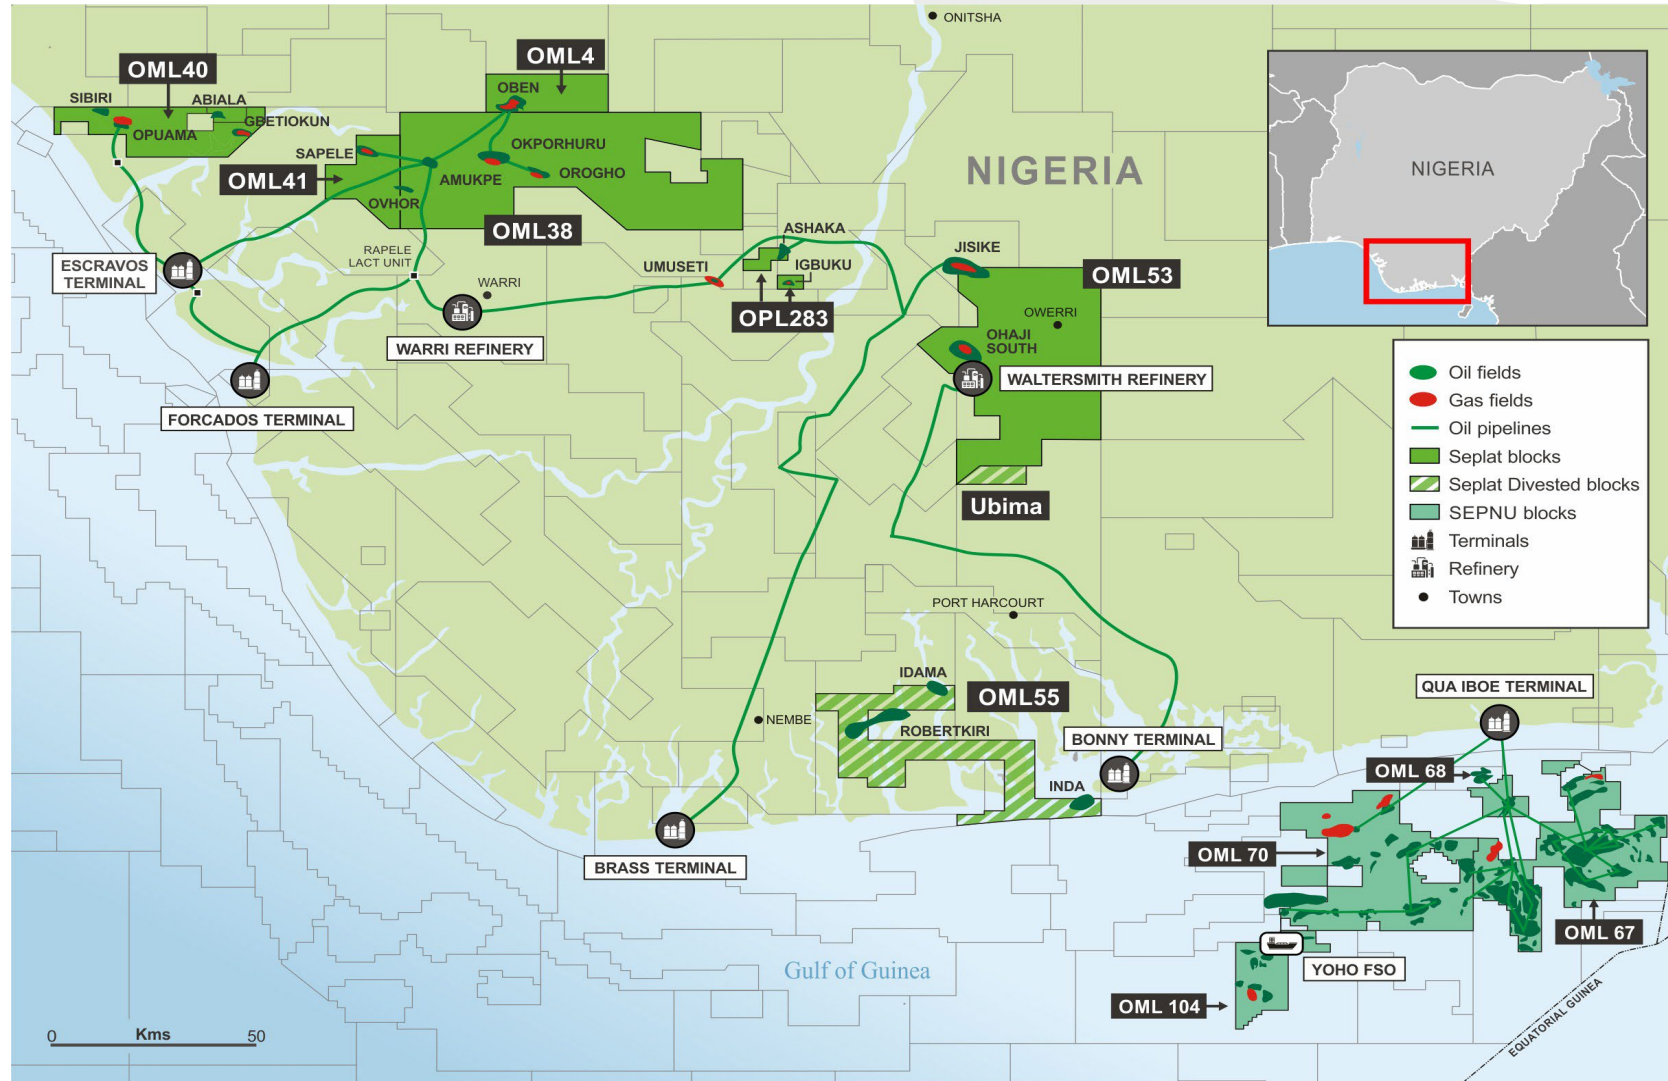 ONITSHA
OML40
OML4
SIBIRI
ABIALA
OBEN
GBETIOKUN
OPUAMA
SAPELE
OKPORHURU
OML41
AMUKPE
OROGHO
OVHOR
OML38
NIGERIA
ASHAKA
RAPELE
LACT UNIT
ESCRAVOS
TERMINAL
WARRI
UMUSETI
IGBUKU
JISIKE
OML53
OPL283
OWERRI
WARRI REFINERY
OHAJI
SOUTH
WALTERSMITH REFINERY
FORCADOS TERMINAL
Ubima
NIGERIA
Oil fields
Gas fields
Oil pipelines
Seplat blocks
Seplat Divested blocks
SEPNU blocks
Terminals
Refinery
Towns
PORT HARCOURT
IDAMA
OML55
NEMBE
ROBERTKIRI
BONNY TERMINAL
QUA IBOE TERMINAL
INDA
OML 68
BRASS TERMINAL
OML 70
OML 67
YOHO FSO
OML 104
Gulf of Guinea
EQUATORIAL GUINEA
0 Kms 50